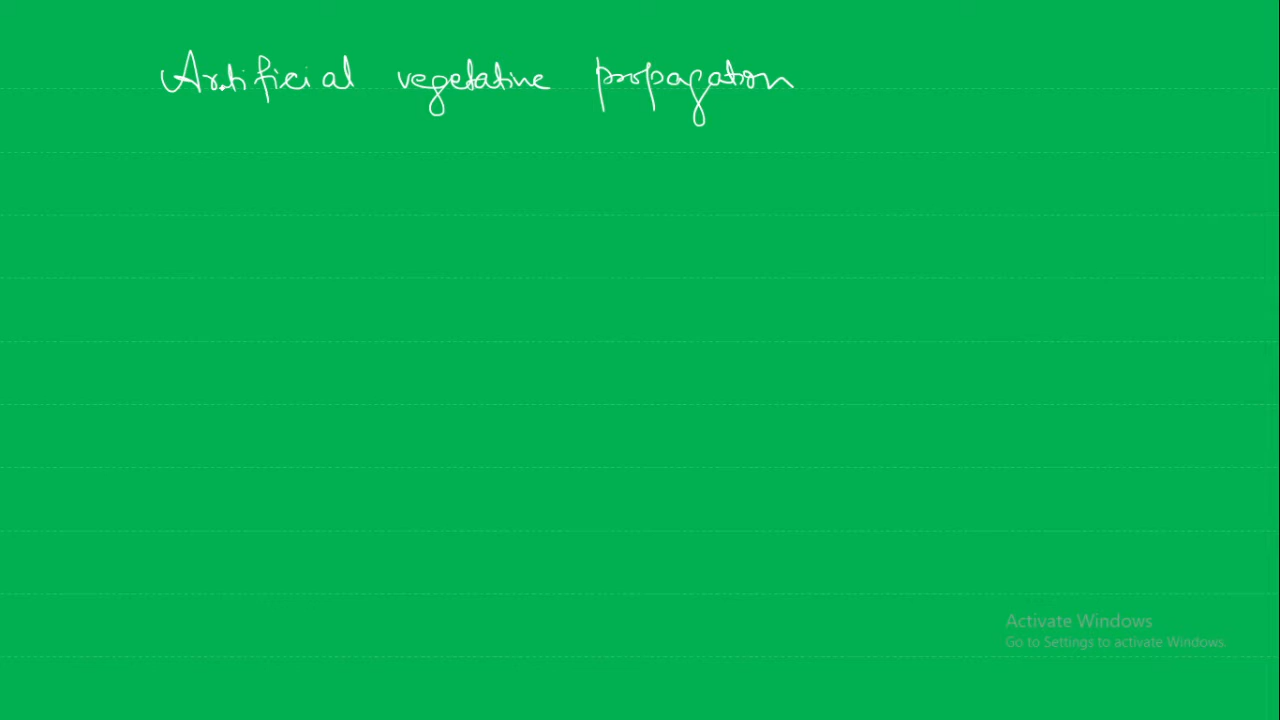 Artificial vegetative propagation
Activate Windows
Go to Settings to activate Windows.